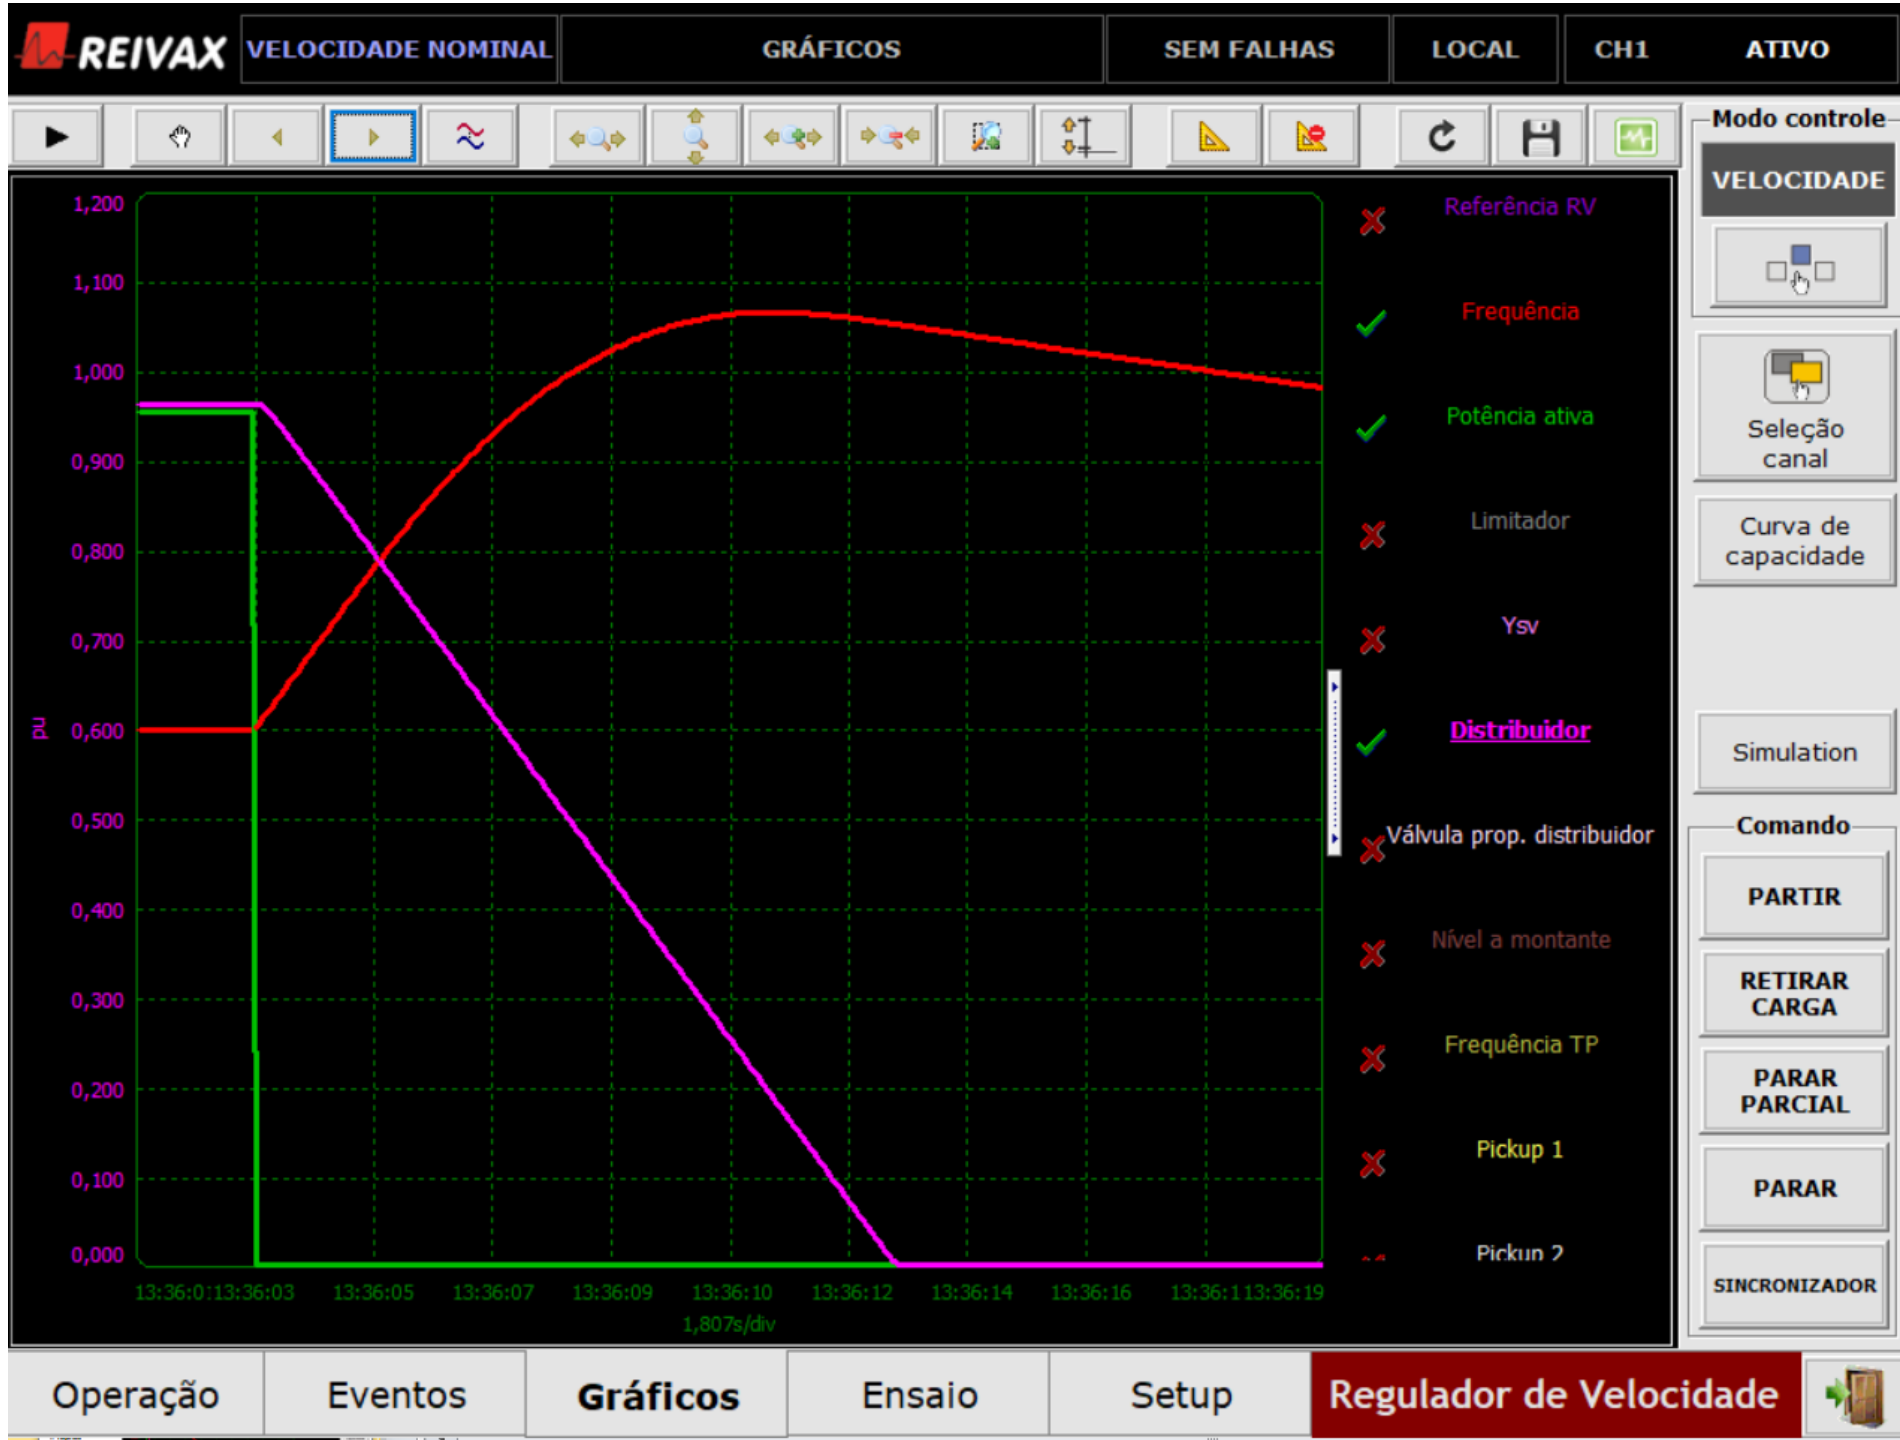 REIVAX VELOCIDADE NOMINAL GRÁFICOS SEM FALHAS LOCAL CH1 ATIVO
Modo controle
VELOCIDADE
Seleção
canal
Curva de
capacidade
Simulation
Comando
PARTIR
RETIRAR
CARGA
PARAR
PARCIAL
PARAR
SINCRONIZADOR
1,200
1,100
1,000
0,900
0,800
0,700
0,600
0,500
0,400
0,300
0,200
0,100
0,000
pu
Referência RV
Frequência
Potência ativa
Limitador
Ysv
Distribuidor
Válvula prop. distribuidor
Nível a montante
Frequência TP
Pickup 1
Pickup 2
13:36:03 13:36:05 13:36:07 13:36:09 13:36:10 13:36:12 13:36:14 13:36:16 13:36:19
1,807s/div
Operação Eventos Gráficos Ensaio Setup Regulador de Velocidade